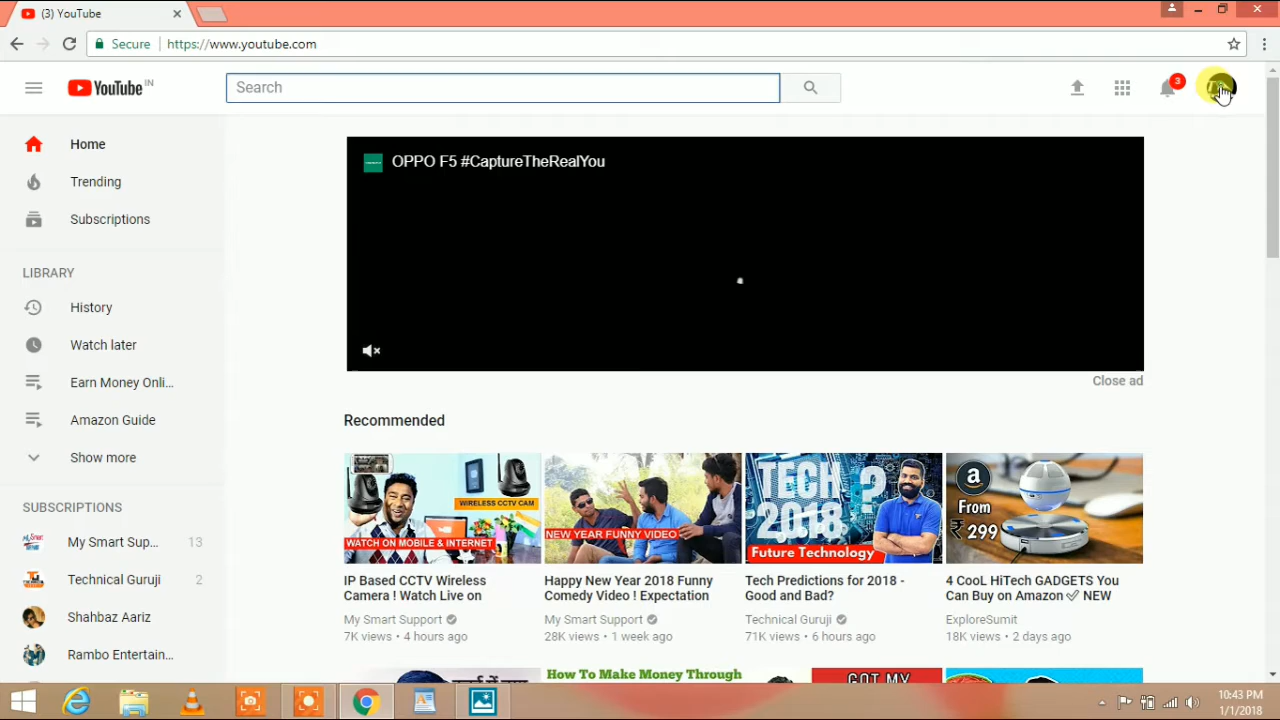 (3) YouTube
Secure
https://www.youtube.com
YouTube IN
Search
3
Home
Trending
Subscriptions
LIBRARY
History
Watch later
Earn Money Onli...
Amazon Guide
Show more
SUBSCRIPTIONS
My Smart Sup... 13
Technical Guruji 2
Shahbaz Aariz
Rambo Entertain...
OPPO F5 #CaptureTheRealYou
Close ad
Recommended
WIRELESS CCTV CAM
WATCH ON MOBILE & INTERNET
IP Based CCTV Wireless
Camera ! Watch Live on
My Smart Support
7K views • 4 hours ago
NEW YEAR FUNNY VIDEO !
Happy New Year 2018 Funny
Comedy Video ! Expectation
My Smart Support
28K views • 1 week ago
TECH
2018
?
Future Technology
Tech Predictions for 2018 -
Good and Bad?
Technical Guruji
71K views • 6 hours ago
a
From
₹ 299
4 CooL HiTech GADGETS You
Can Buy on Amazon ✅ NEW
ExploreSumit
18K views • 2 days ago
How To Make Money Through
GOT MY
10:43 PM
1/1/2018